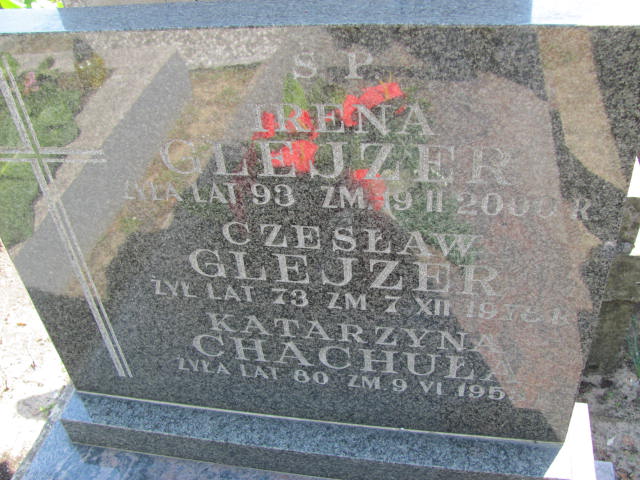 S P
IRENA
GLEJZER
ŻYŁA LAT 93 ZM 19 II R
CZESŁAW
GLEJZER
ŻYŁ LAT 73 ZM 7 XII
KATARZYNA
CHACHUŁA
ŻYŁA LAT 80 ZM 9 VI